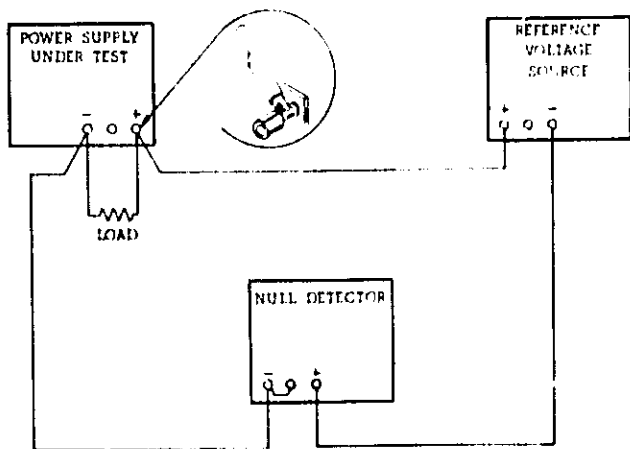 POWER SUPPLY
UNDER TEST
- +
REFERENCE
VOLTAGE
SOURCE
+ -
LOAD
NULL DETECTOR
- +